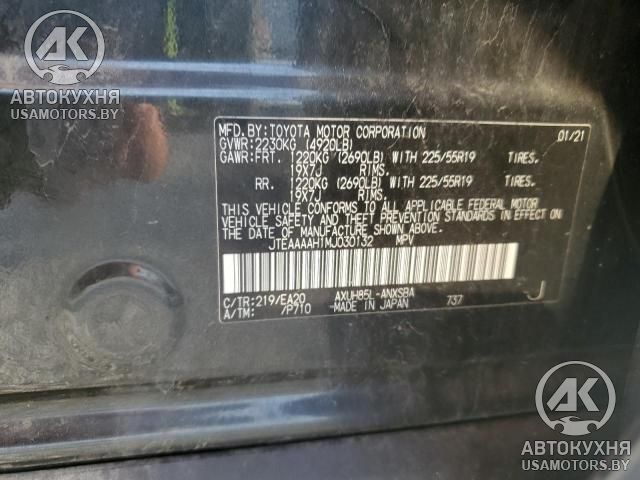 AK
АВТОКУХНЯ
USAMOTORS.BY
MFD. BY: TOYOTA MOTOR CORPORATION 01/21
GVWR: 2230KG (4920LB)
GAWR: FRT. 1220KG (2690LB) WITH 225/55R19 TIRES.
19X7J RIMS.
RR. 1220KG (2690LB) WITH 225/55R19 TIRES.
19X7J RIMS.
THIS VEHICLE CONFORMS TO ALL APPLICABLE FEDERAL MOTOR
VEHICLE SAFETY AND THEFT PREVENTION STANDARDS IN EFFECT ON
THE DATE OF MANUFACTURE SHOWN ABOVE.
JTEAAAAH1MJ030132 MPV
C/TR: 219/EA20 AXUH85L-ANXSBA 737 J
A/TM: /P710 MADE IN JAPAN
AK
АВТОКУХНЯ
USAMOTORS.BY